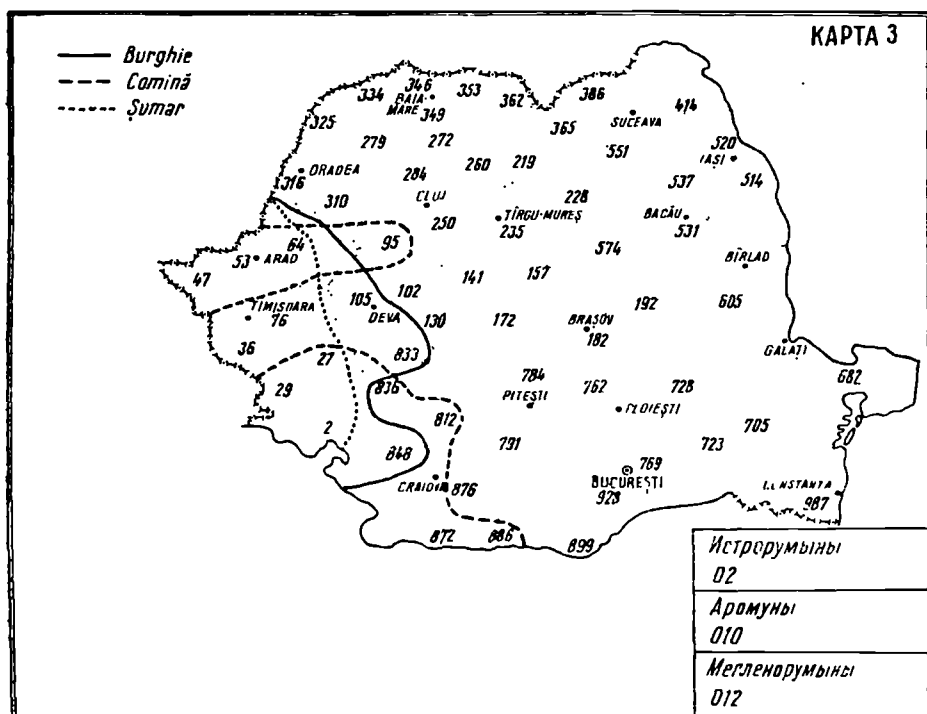 КАРТА 3
Burghie
Comină
Șumar
334 346 353 362 386
BAIA-
MARE 349 414
325 365 SUCEAVA
279 272 551 520
IAȘI
ORADEA 284 260 219 537 514
316
310 CLUJ 228
250 TÎRGU-MUREȘ BACĂU
235 531
64 95 574
53 ARAD BÎRLAD
47 141 157
105 102 192 605
TIMIȘOARA DEVA
76 130 172 BRAȘOV
182
36 27 833 GALAȚI
784 682
29 836 762 728
PITEȘTI PLOIEȘTI
2 812 705
848 791 723
769
CRAIOVA 876 BUCUREȘTI
928 987
872 886 899
Истрорумыны
02
Аромуны
010
Мегленорумыны
012